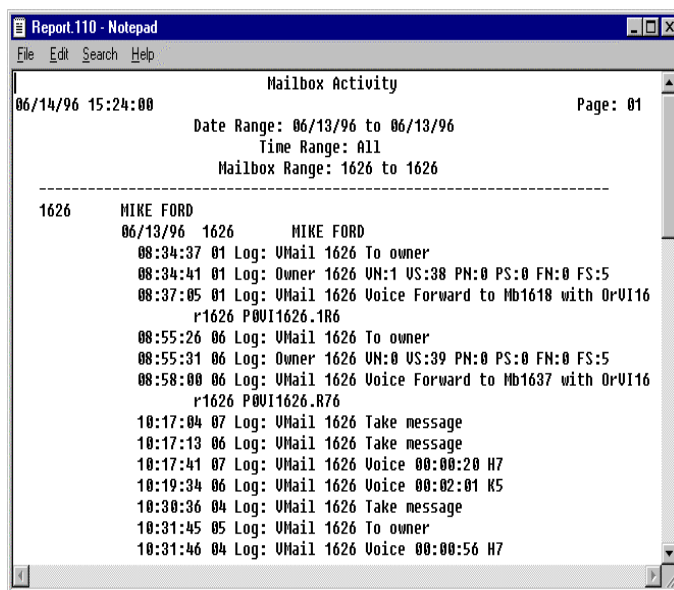 Report.110 - Notepad
File Edit Search Help
Mailbox Activity
06/14/96 15:24:00 Page: 01
Date Range: 06/13/96 to 06/13/96
Time Range: All
Mailbox Range: 1626 to 1626
-----------------------------------------------------------------------
1626 MIKE FORD
06/13/96 1626 MIKE FORD
08:34:37 01 Log: VMail 1626 To owner
08:34:41 01 Log: Owner 1626 VN:1 VS:38 PN:0 PS:0 FN:0 FS:5
08:37:05 01 Log: VMail 1626 Voice Forward to Mb1618 with OrVI16
r1626 P0VI1626.1R6
08:55:26 06 Log: VMail 1626 To owner
08:55:31 06 Log: Owner 1626 VN:0 VS:39 PN:0 PS:0 FN:0 FS:5
08:58:00 06 Log: VMail 1626 Voice Forward to Mb1637 with OrVI16
r1626 P0VI1626.R76
10:17:04 07 Log: VMail 1626 Take message
10:17:13 06 Log: VMail 1626 Take message
10:17:41 07 Log: VMail 1626 Voice 00:00:20 H7
10:19:34 06 Log: VMail 1626 Voice 00:02:01 K5
10:30:36 04 Log: VMail 1626 Take message
10:31:45 05 Log: VMail 1626 To owner
10:31:46 04 Log: VMail 1626 Voice 00:00:56 H7